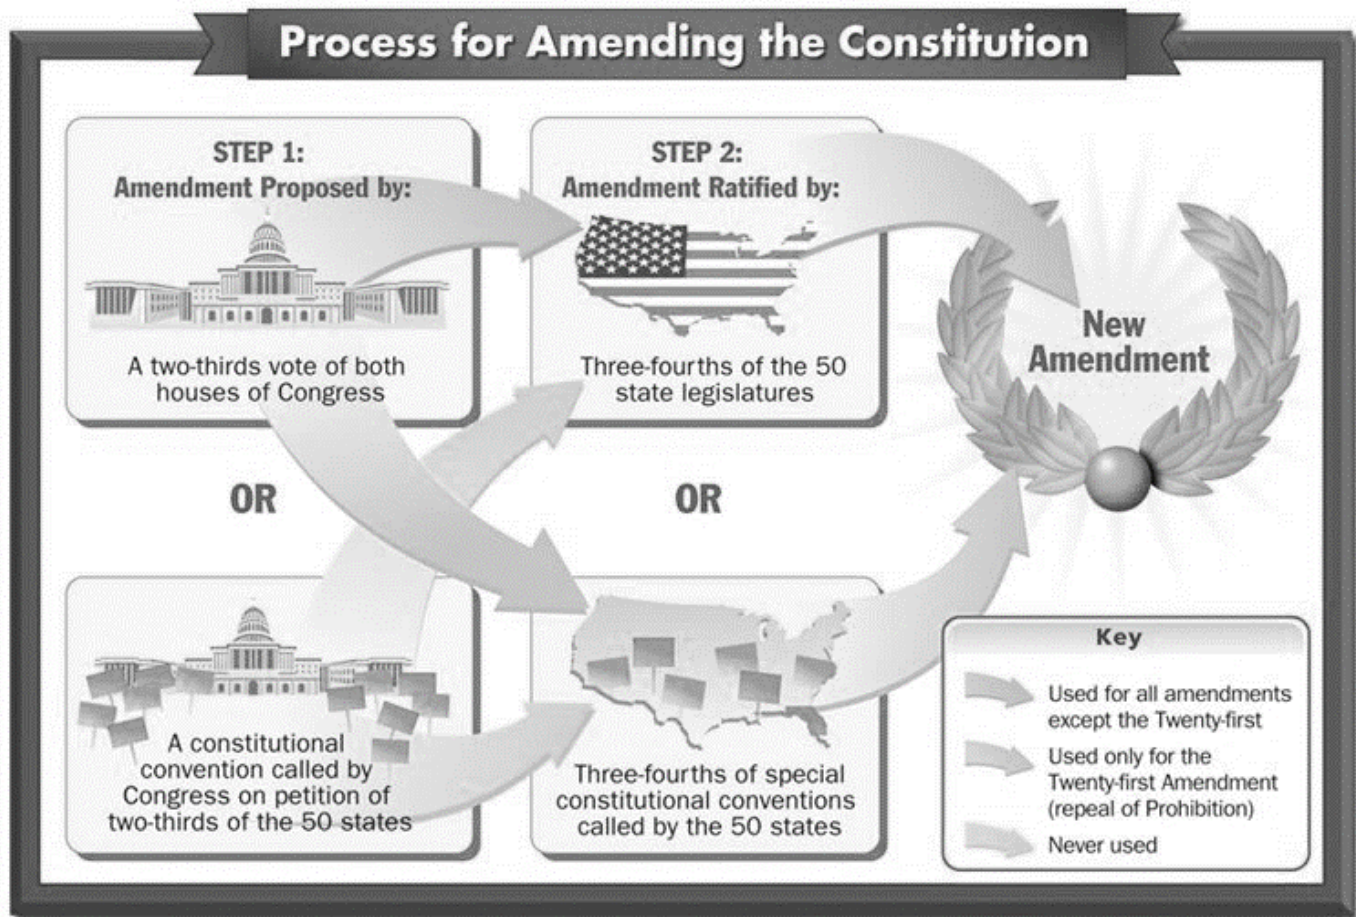 Process for Amending the Constitution
STEP 1:
Amendment Proposed by:
A two-thirds vote of both
houses of Congress
OR
A constitutional
convention called by
Congress on petition of
two-thirds of the 50 states
STEP 2:
Amendment Ratified by:
Three-fourths of the 50
state legislatures
OR
Three-fourths of special
constitutional conventions
called by the 50 states
New
Amendment
Key
Used for all amendments
except the Twenty-first
Used only for the
Twenty-first Amendment
(repeal of Prohibition)
Never used